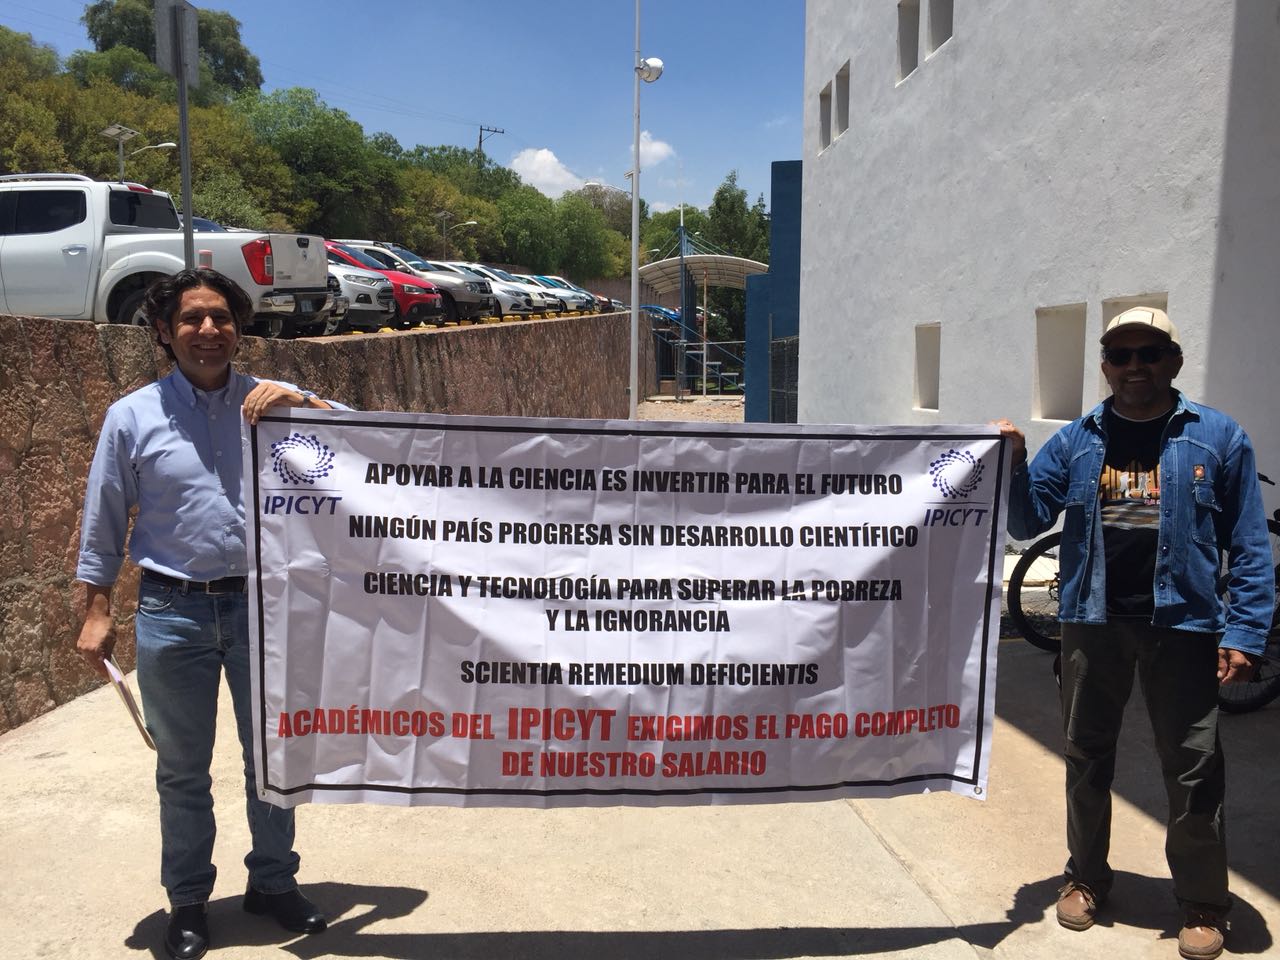 IPICYT
APOYAR A LA CIENCIA ES INVERTIR PARA EL FUTURO
IPICYT
NINGÚN PAÍS PROGRESA SIN DESARROLLO CIENTÍFICO
CIENCIA Y TECNOLOGÍA PARA SUPERAR LA POBREZA
Y LA IGNORANCIA
SCIENTIA REMEDIUM DEFICIENTIS
ACADÉMICOS DEL IPICYT EXIGIMOS EL PAGO COMPLETO
DE NUESTRO SALARIO